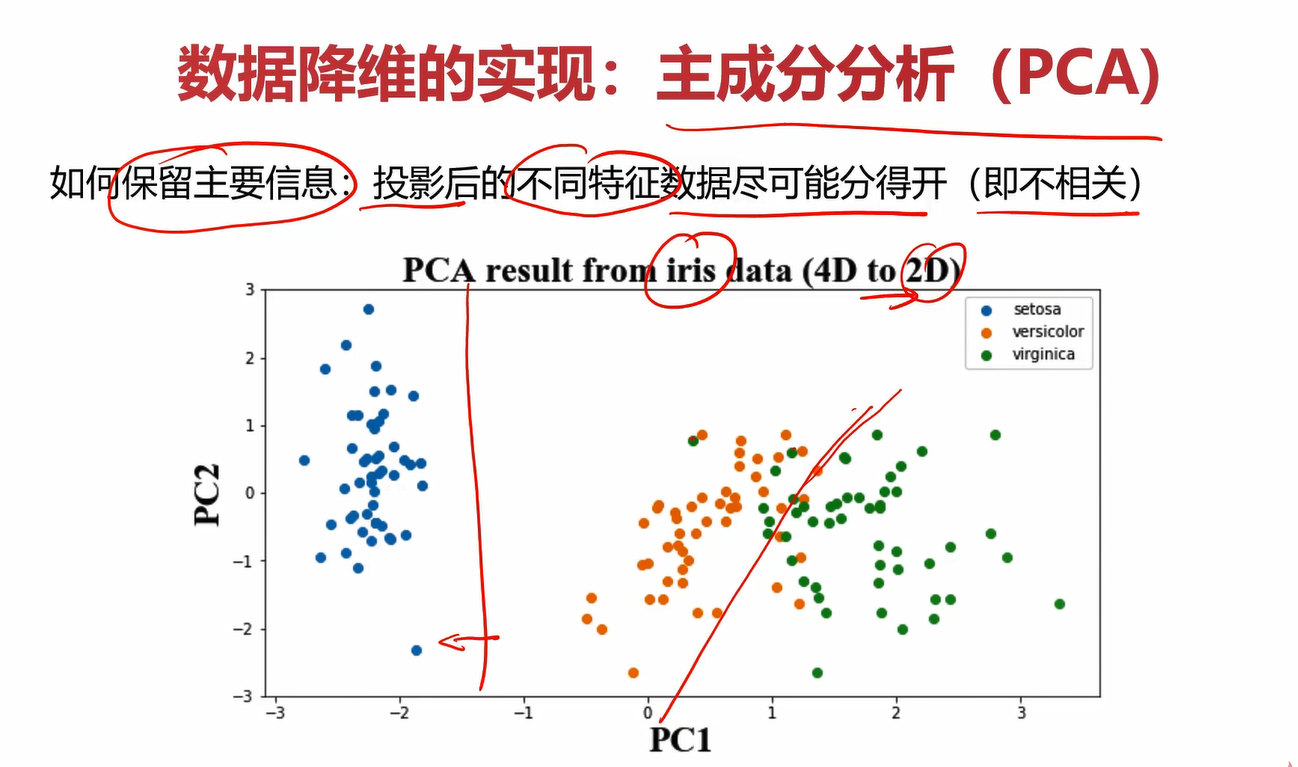 数据降维的实现：主成分分析（PCA）
如何保留主要信息：投影后的不同特征数据尽可能分得开（即不相关）
PCA result from iris data (4D to 2D)
setosa
versicolor
virginica
3
2
1
0
−1
−2
−3
PC2
−3 −2 −1 0 1 2 3
PC1